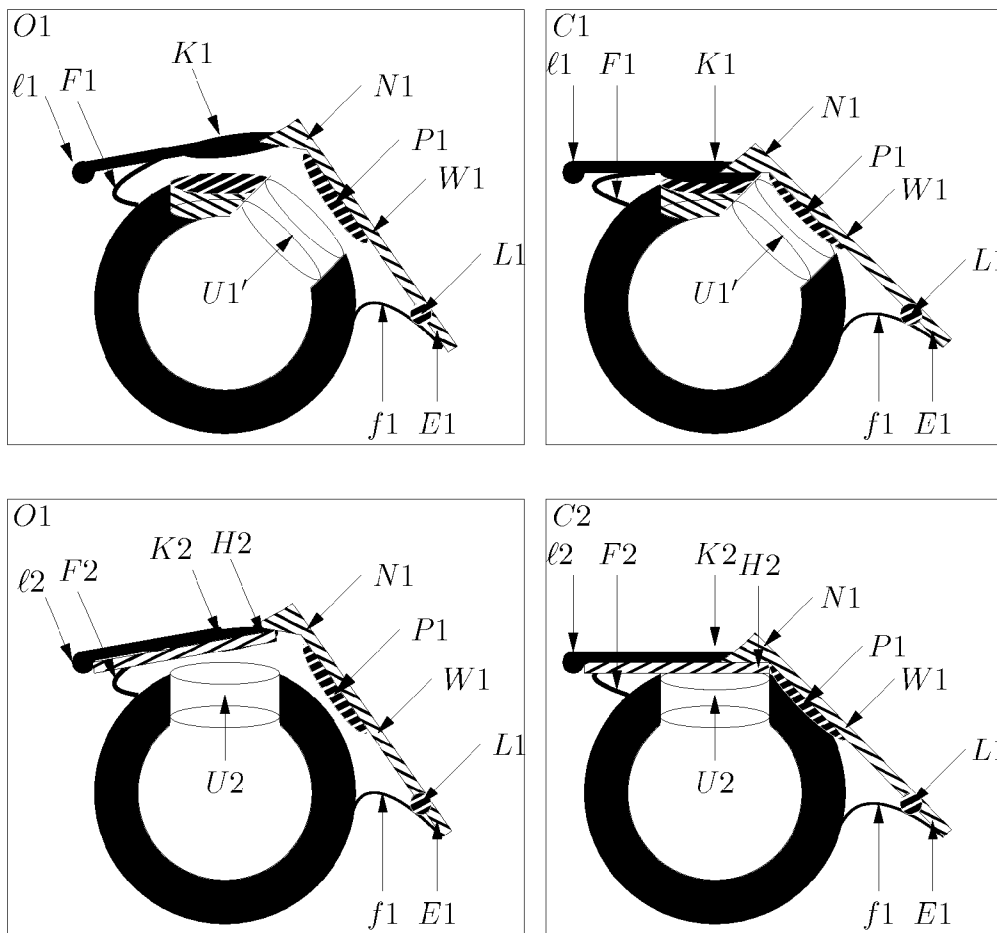 O1
K1
ℓ1 F1
N1
P1
W1
L1
U1′
f1 E1
C1
ℓ1 F1 K1
N1
P1
W1
L1
U1′
f1 E1
O1
K2 H2
ℓ2 F2
N1
P1
W1
L1
U2
f1 E1
C2
ℓ2 F2 K2 H2
N1
P1
W1
L1
U2
f1 E1